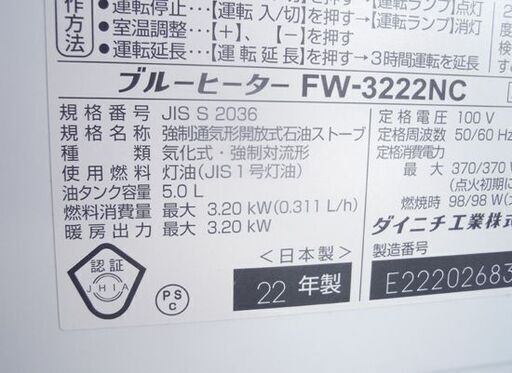 作方法
運転停止→【運転 入/切】を押す→【運転ランプ】消灯
室温調整→【+】、【-】を押す
運転延長→【運転延長】を押す→3時間運転を延長
ブルーヒーター FW-3222NC
規格番号 JIS S 2036
規格名称 強制通気形開放式石油ストーブ
種類 気化式・強制対流形
使用燃料 灯油(JIS1号灯油)
油タンク容量 5.0 L
燃料消費量 最大 3.20 kW(0.311 L/h)
暖房出力 最大 3.20 kW
定格電圧 100 V
定格周波数 50/60 H
定格消費電力
最大 370/370 W
(点火初期に
燃焼時 98/98 W(大
ダイニチ工業株式
<日本製>
製造番号
22 年製
E22202683
認証
JHIA
PS
C